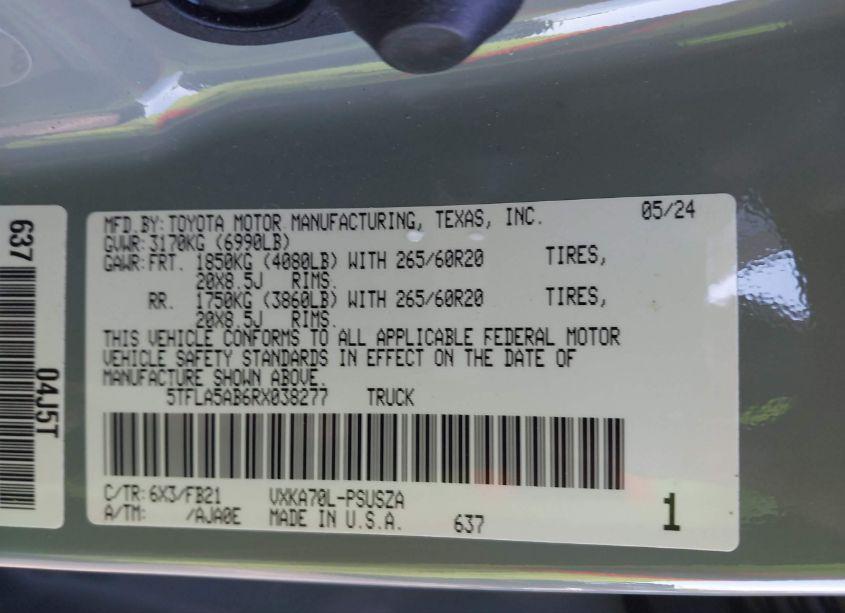 MFD.BY:TOYOTA MOTOR MANUFACTURING, TEXAS, INC. 05/24
GVWR:3170KG (6990LB)
GAWR:FRT. 1850KG (4080LB) WITH 265/60R20 TIRES,
20X8.5J RIMS.
RR. 1750KG (3860LB) WITH 265/60R20 TIRES,
20X8.5J RIMS.
THIS VEHICLE CONFORMS TO ALL APPLICABLE FEDERAL MOTOR
VEHICLE SAFETY STANDARDS IN EFFECT ON THE DATE OF
MANUFACTURE SHOWN ABOVE.
5TFLA5AB6RX038277 TRUCK
C/TR:6X3/FB21 VXKA70L-PSUSZA
A/TM: /AJA0E MADE IN U.S.A. 637 1
637
04J5T